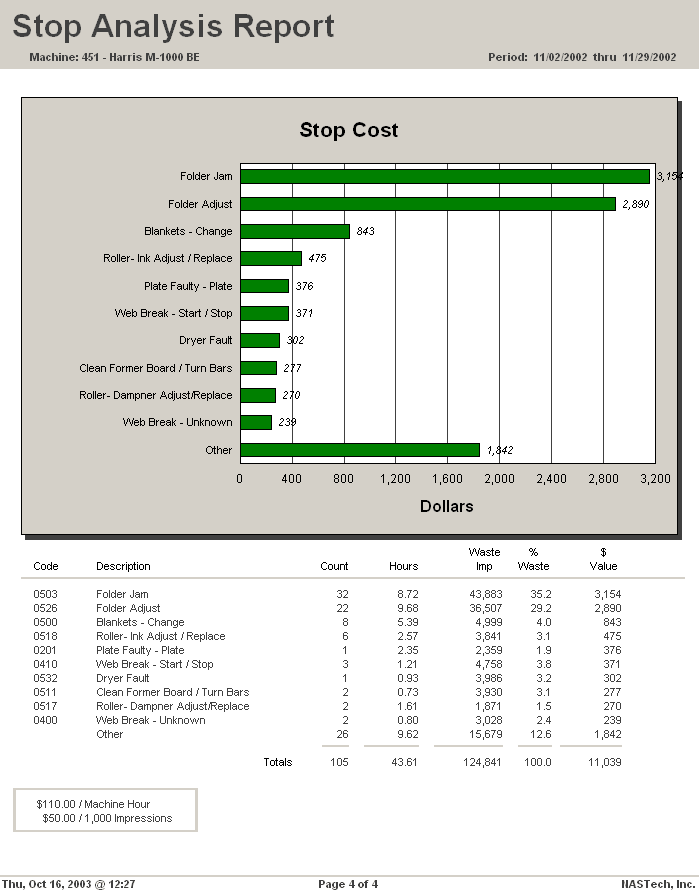 Stop Analysis Report
Machine: 451 - Harris M-1000 BE Period: 11/02/2002 thru 11/29/2002
Stop Cost
Folder Jam 3,154
Folder Adjust 2,890
Blankets - Change 843
Roller- Ink Adjust / Replace 475
Plate Faulty - Plate 376
Web Break - Start / Stop 371
Dryer Fault 302
Clean Former Board / Turn Bars 277
Roller- Dampner Adjust/Replace 270
Web Break - Unknown 239
Other 1,842
0 400 800 1,200 1,600 2,000 2,400 2,800 3,200
Dollars
Waste % $
Code Description Count Hours Imp Waste Value
0503 Folder Jam 32 8.72 43,883 35.2 3,154
0526 Folder Adjust 22 9.68 36,507 29.2 2,890
0500 Blankets - Change 8 5.39 4,999 4.0 843
0518 Roller- Ink Adjust / Replace 6 2.57 3,841 3.1 475
0201 Plate Faulty - Plate 1 2.35 2,359 1.9 376
0410 Web Break - Start / Stop 3 1.21 4,758 3.8 371
0532 Dryer Fault 1 0.93 3,986 3.2 302
0511 Clean Former Board / Turn Bars 2 0.73 3,930 3.1 277
0517 Roller- Dampner Adjust/Replace 2 1.61 1,871 1.5 270
0400 Web Break - Unknown 2 0.80 3,028 2.4 239
Other 26 9.62 15,679 12.6 1,842
Totals 105 43.61 124,841 100.0 11,039
$110.00 / Machine Hour
$50.00 / 1,000 Impressions
Thu, Oct 16, 2003 @ 12:27 Page 4 of 4 NASTech, Inc.